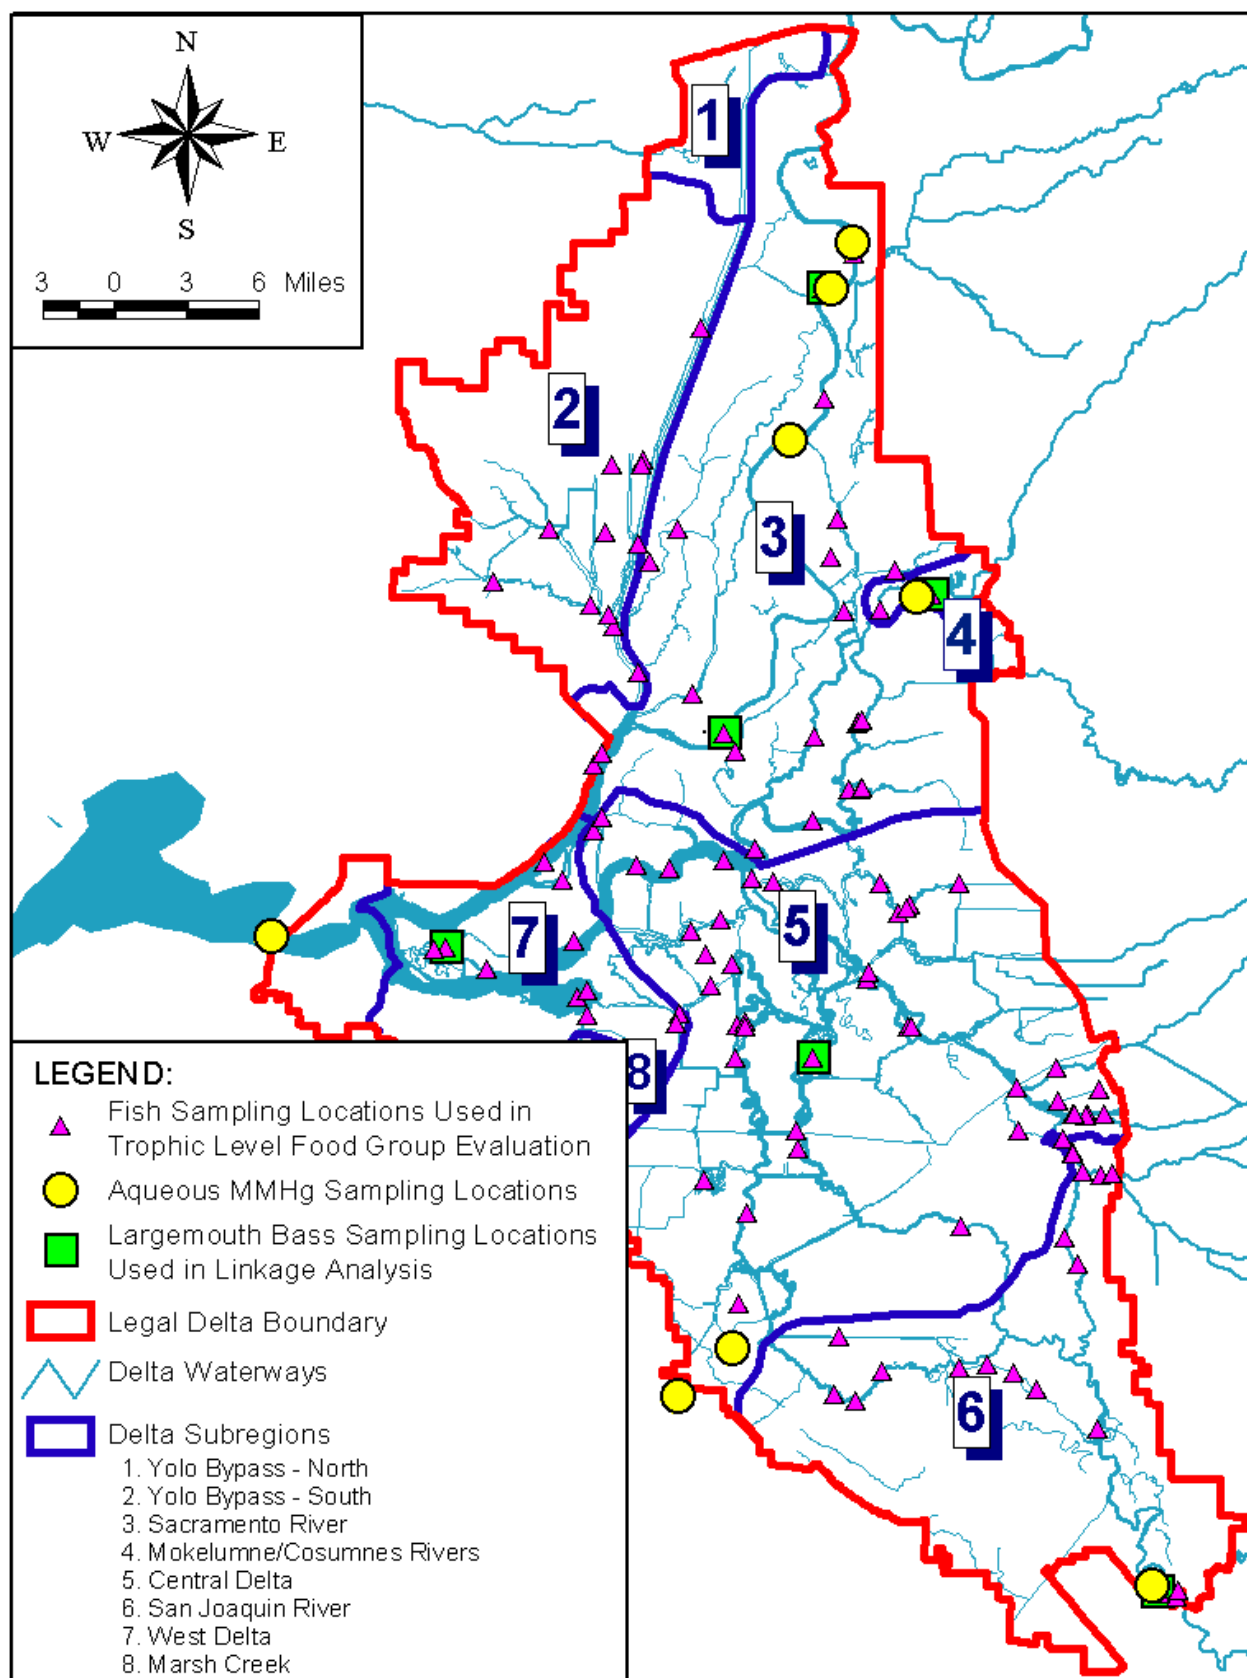 N
W E
S
3 0 3 6 Miles
1
2
3
4
5
7
8
6
LEGEND:
Fish Sampling Locations Used in
Trophic Level Food Group Evaluation
Aqueous MMHg Sampling Locations
Largemouth Bass Sampling Locations
Used in Linkage Analysis
Legal Delta Boundary
Delta Waterways
Delta Subregions
1. Yolo Bypass - North
2. Yolo Bypass - South
3. Sacramento River
4. Mokelumne/Cosumnes Rivers
5. Central Delta
6. San Joaquin River
7. West Delta
8. Marsh Creek